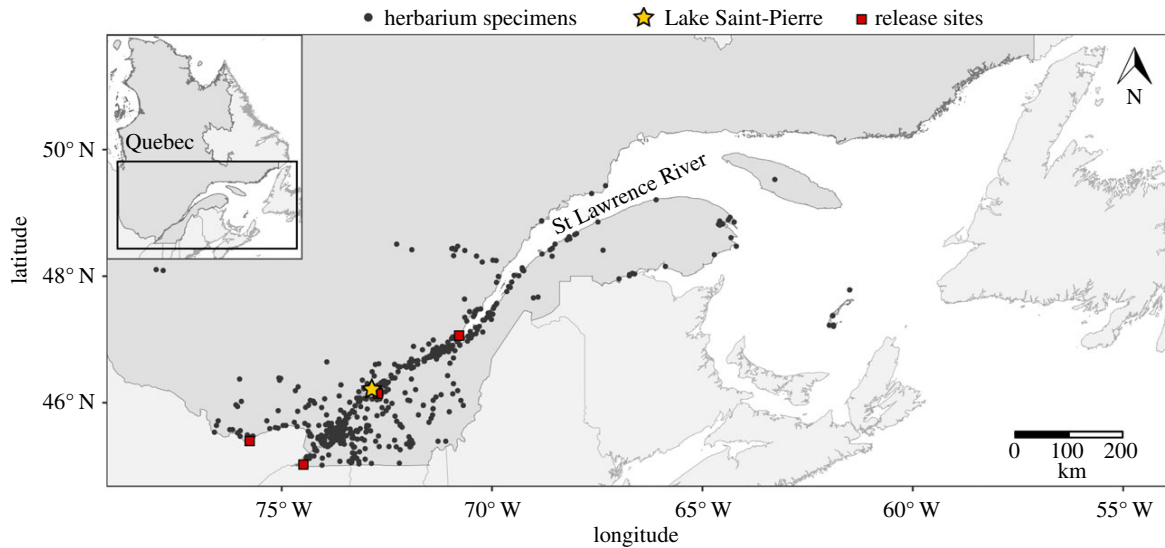 herbarium specimens Lake Saint-Pierre release sites
N
Quebec
St Lawrence River
latitude
50° N
48° N
46° N
0 100 200
km
75° W 70° W 65° W 60° W 55° W
longitude